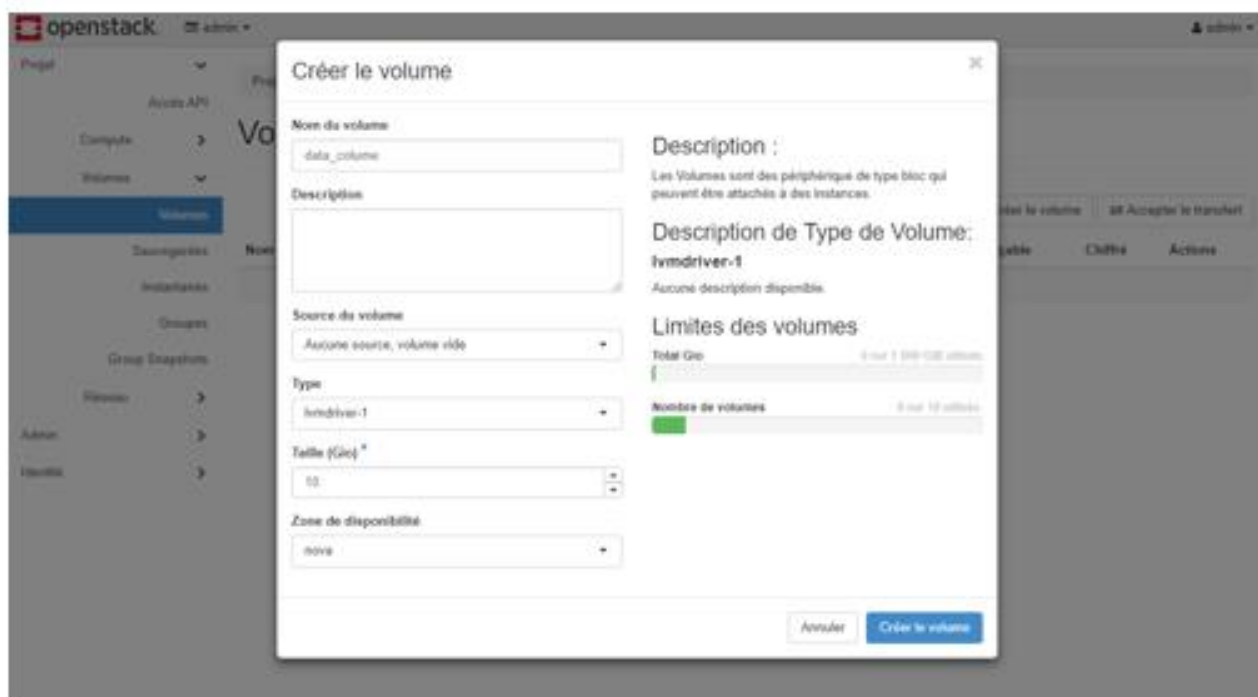 openstack.
admin
admin
Projet
Accès API
Compute
Volumes
Volumes
Sauvegardes
Instantanés
Groupes
Group Snapshots
Réseau
Admin
Identité
Vo
Accepter le transfert
Nom
Chiffré
Actions
Créer le volume
Nom du volume
data_colume
Description
Source du volume
Aucune source, volume vide
Type
lvmdriver-1
Taille (Gio) *
10
Zone de disponibilité
nova
Description :
Les Volumes sont des périphérique de type bloc qui
peuvent être attachés à des instances.
Description de Type de Volume:
lvmdriver-1
Aucune description disponible.
Limites des volumes
Total Gio
Nombre de volumes
Annuler
Créer le volume